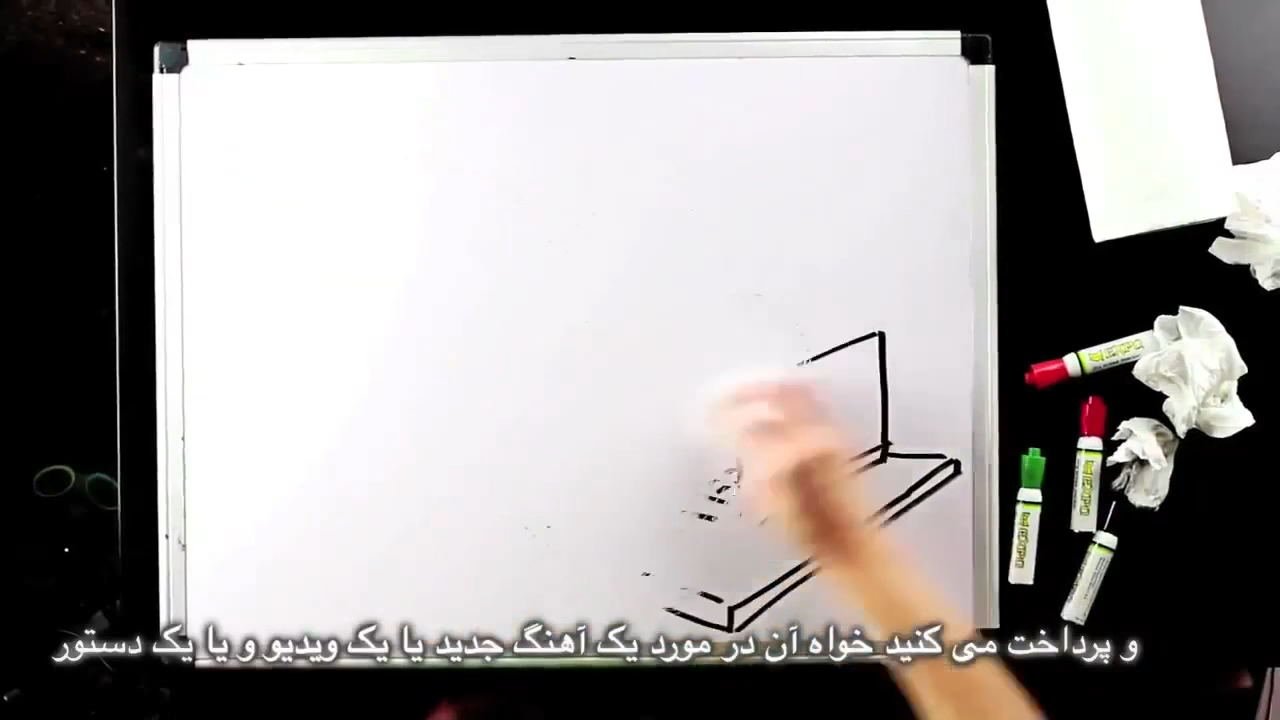 و پرداخت می کنید خواه آن در مورد یک آهنگ جدید یا یک ویدیو و یا یک دستور